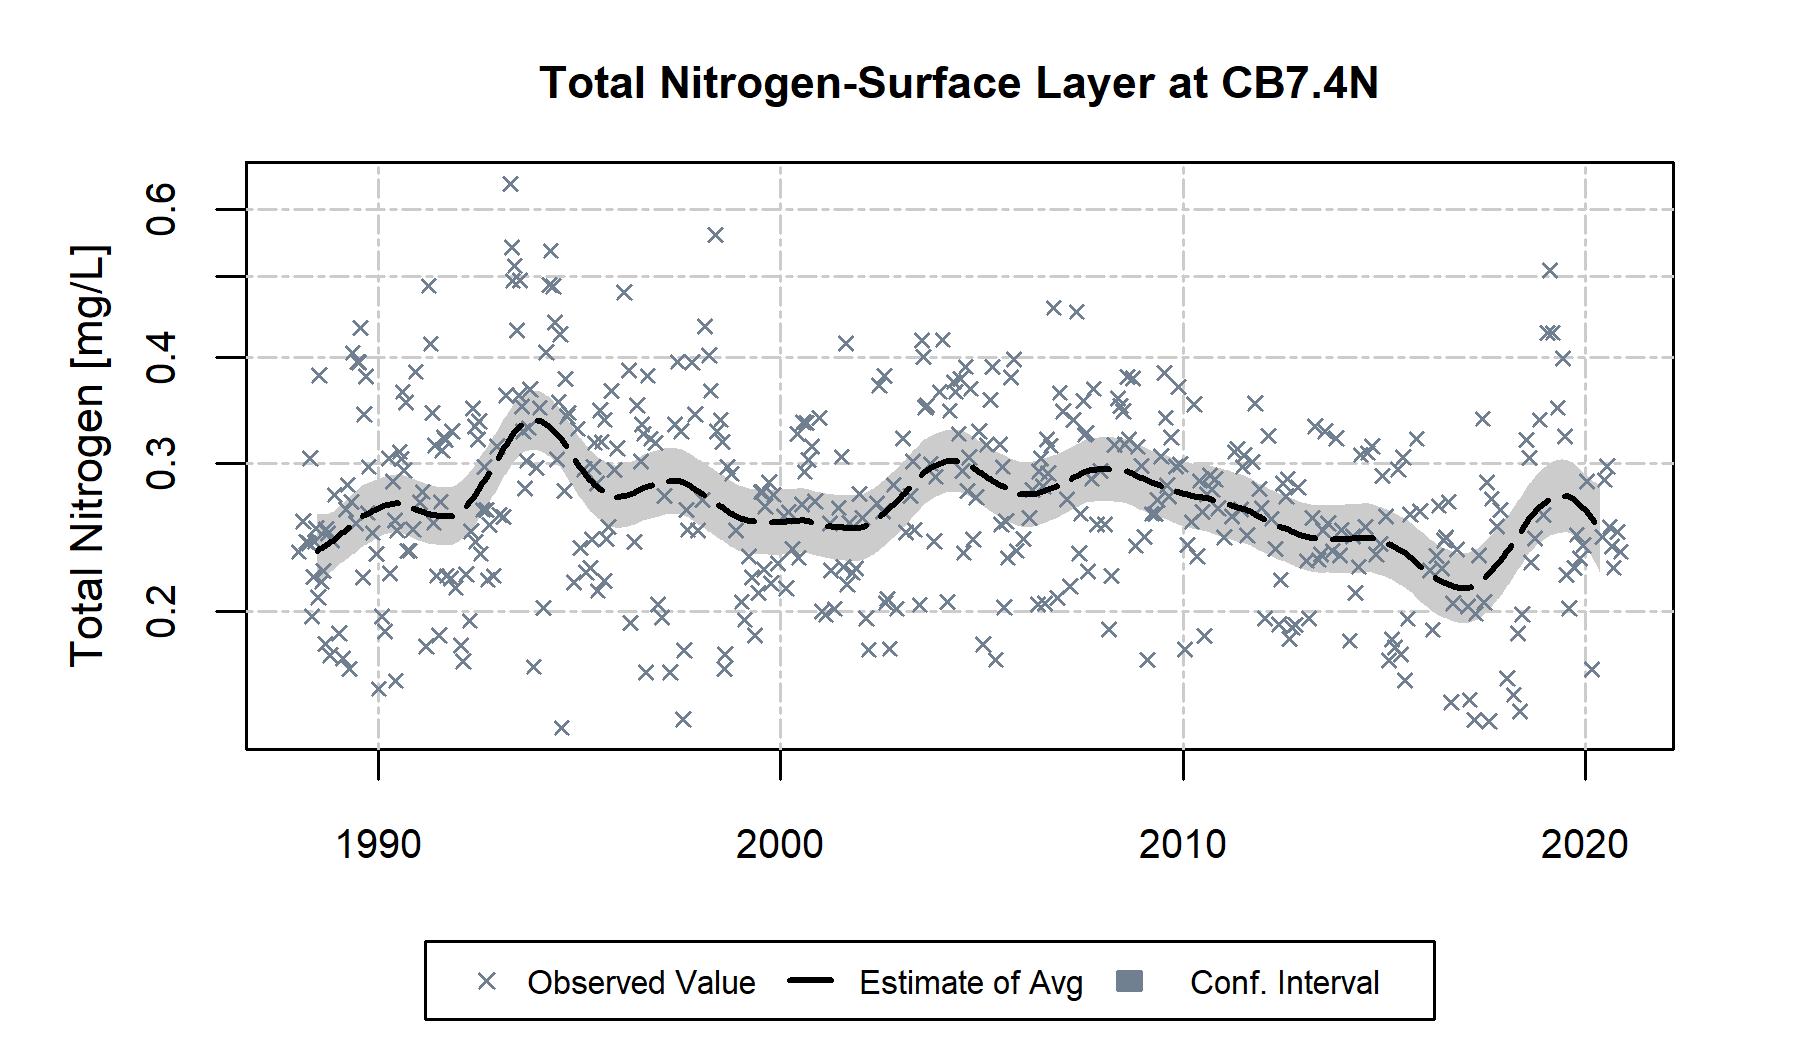 Total Nitrogen-Surface Layer at CB7.4N
Total Nitrogen [mg/L]
0.6
0.4
0.3
0.2
1990 2000 2010 2020
Observed Value Estimate of Avg Conf. Interval